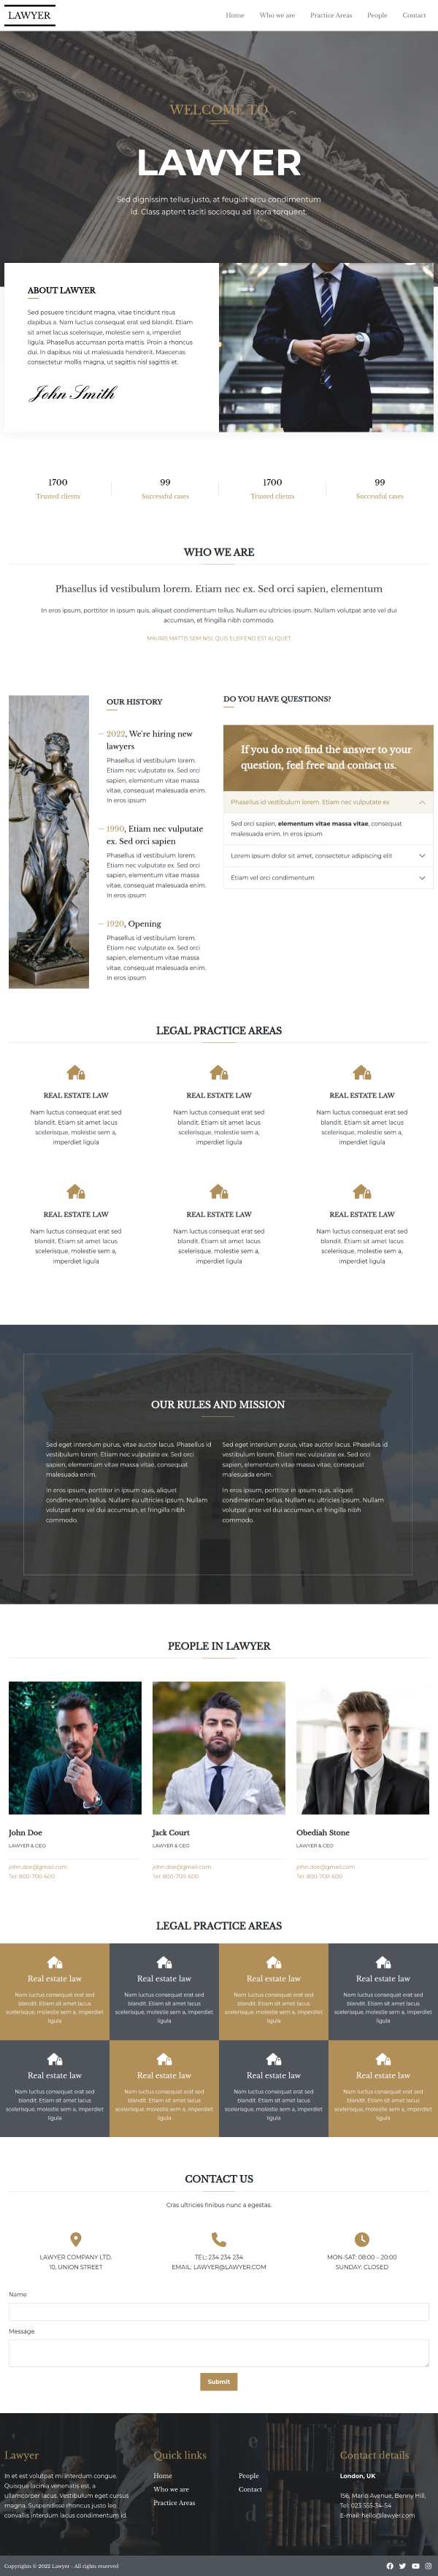 LAWYER
Home Who we are Practice Areas People Contact
WELCOME TO
LAWYER
Sed dignissim tellus justo, at feugiat arcu condimentum
id. Class aptent taciti sociosqu ad litora torquent.
ABOUT LAWYER
Sed posuere tincidunt magna, vitae tincidunt risus
dapibus a. Nam luctus consequat erat sed blandit. Etiam
sit amet lacus scelerisque, molestie sem a, imperdiet
ligula. Phasellus accumsan porta mattis. Proin a rhoncus
dui. In dapibus nisi ut malesuada hendrerit. Maecenas
consectetur mollis magna, ut sagittis nisl sagittis et.
John Smith
1700 99 1700 99
Trusted clients Successful cases Trusted clients Successful cases
WHO WE ARE
Phasellus id vestibulum lorem. Etiam nec ex. Sed orci sapien, elementum
In eros ipsum, porttitor in ipsum quis, aliquet condimentum tellus. Nullam eu ultricies ipsum. Nullam volutpat ante vel dui
accumsan, et fringilla nibh commodo.
MAURIS MATTIS SEM NISI, QUIS ELEIFEND EST ALIQUET
OUR HISTORY
2022, We're hiring new
lawyers
Phasellus id vestibulum lorem.
Etiam nec vulputate ex. Sed orci
sapien, elementum vitae massa
vitae, consequat malesuada enim.
In eros ipsum
1990, Etiam nec vulputate
ex. Sed orci sapien
Phasellus id vestibulum lorem.
Etiam nec vulputate ex. Sed orci
sapien, elementum vitae massa
vitae, consequat malesuada enim.
In eros ipsum
1920, Opening
Phasellus id vestibulum lorem.
Etiam nec vulputate ex. Sed orci
sapien, elementum vitae massa
vitae, consequat malesuada enim.
In eros ipsum
DO YOU HAVE QUESTIONS?
If you do not find the answer to your
question, feel free and contact us.
Phasellus id vestibulum lorem. Etiam nec vulputate ex
Sed orci sapien, elementum vitae massa vitae, consequat
malesuada enim. In eros ipsum
Lorem ipsum dolor sit amet, consectetur adipiscing elit
Etiam vel orci condimentum
LEGAL PRACTICE AREAS
REAL ESTATE LAW REAL ESTATE LAW REAL ESTATE LAW
Nam luctus consequat erat sed Nam luctus consequat erat sed Nam luctus consequat erat sed
blandit. Etiam sit amet lacus blandit. Etiam sit amet lacus blandit. Etiam sit amet lacus
scelerisque, molestie sem a, scelerisque, molestie sem a, scelerisque, molestie sem a,
imperdiet ligula imperdiet ligula imperdiet ligula
REAL ESTATE LAW REAL ESTATE LAW REAL ESTATE LAW
Nam luctus consequat erat sed Nam luctus consequat erat sed Nam luctus consequat erat sed
blandit. Etiam sit amet lacus blandit. Etiam sit amet lacus blandit. Etiam sit amet lacus
scelerisque, molestie sem a, scelerisque, molestie sem a, scelerisque, molestie sem a,
imperdiet ligula imperdiet ligula imperdiet ligula
OUR RULES AND MISSION
Sed eget interdum purus, vitae auctor lacus. Phasellus id
vestibulum lorem. Etiam nec vulputate ex. Sed orci
sapien, elementum vitae massa vitae, consequat
malesuada enim.
In eros ipsum, porttitor in ipsum quis, aliquet
condimentum tellus. Nullam eu ultricies ipsum. Nullam
volutpat ante vel dui accumsan, et fringilla nibh
commodo.
Sed eget interdum purus, vitae auctor lacus. Phasellus id
vestibulum lorem. Etiam nec vulputate ex. Sed orci
sapien, elementum vitae massa vitae, consequat
malesuada enim.
In eros ipsum, porttitor in ipsum quis, aliquet
condimentum tellus. Nullam eu ultricies ipsum. Nullam
volutpat ante vel dui accumsan, et fringilla nibh
commodo.
PEOPLE IN LAWYER
John Doe Jack Court Obediah Stone
LAWYER & CEO LAWYER & CEO LAWYER & CEO
john.doe@gmail.com john.doe@gmail.com john.doe@gmail.com
Tel: 800-700-600 Tel: 800-700-600 Tel: 800-700-600
LEGAL PRACTICE AREAS
Real estate law Real estate law Real estate law Real estate law
Nam luctus consequat erat sed Nam luctus consequat erat sed Nam luctus consequat erat sed Nam luctus consequat erat sed
blandit. Etiam sit amet lacus blandit. Etiam sit amet lacus blandit. Etiam sit amet lacus blandit. Etiam sit amet lacus
scelerisque, molestie sem a, imperdiet scelerisque, molestie sem a, imperdiet scelerisque, molestie sem a, imperdiet scelerisque, molestie sem a, imperdiet
ligula ligula ligula ligula
Real estate law Real estate law Real estate law Real estate law
Nam luctus consequat erat sed Nam luctus consequat erat sed Nam luctus consequat erat sed Nam luctus consequat erat sed
blandit. Etiam sit amet lacus blandit. Etiam sit amet lacus blandit. Etiam sit amet lacus blandit. Etiam sit amet lacus
scelerisque, molestie sem a, imperdiet scelerisque, molestie sem a, imperdiet scelerisque, molestie sem a, imperdiet scelerisque, molestie sem a, imperdiet
ligula ligula ligula ligula
CONTACT US
Cras ultricies finibus nunc a egestas.
LAWYER COMPANY LTD. TEL: 234 234 234 MON-SAT: 08:00 – 20:00
10, UNION STREET EMAIL: LAWYER@LAWYER.COM SUNDAY: CLOSED
Name
Message
Submit
Lawyer
In et est volutpat mi interdum congue.
Quisque lacinia venenatis est, a
ullamcorper lacus. Vestibulum eget cursus
magna. Suspendisse rhoncus justo leo,
convallis interdum lacus condimentum id.
Quick links
Home People
Who we are Contact
Practice Areas
Contact details
London, UK
156, Mario Avenue, Benny Hill,
Tel: 023 555-34-54
E-mail: hello@lawyer.com
Copyrights © 2022 Lawyer - All rights reserved